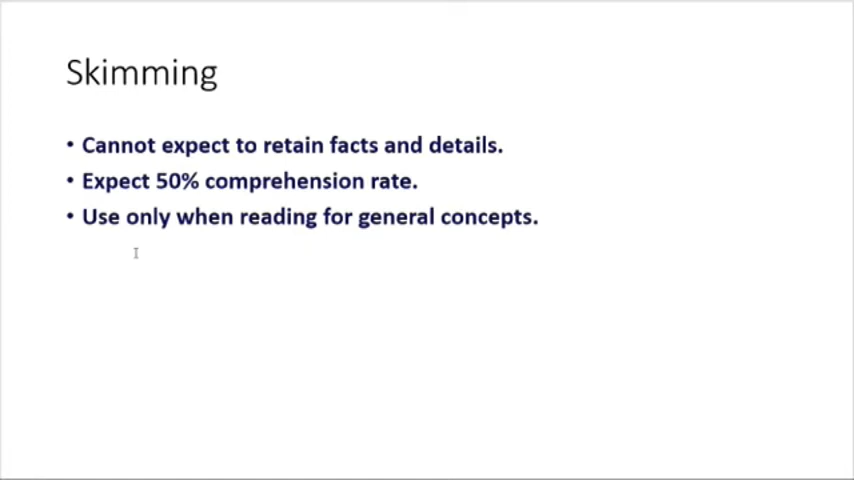 Skimming
• Cannot expect to retain facts and details.
• Expect 50% comprehension rate.
• Use only when reading for general concepts.